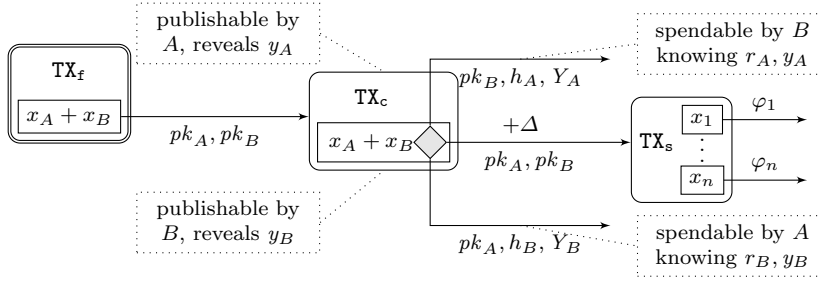 publishable by
A, reveals y_A
spendable by B
knowing r_A, y_A
TX_f
x_A + x_B
pk_A, pk_B
TX_c
x_A + x_B
pk_B, h_A, Y_A
+Δ
pk_A, pk_B
pk_A, h_B, Y_B
TX_s
x_1
⋮
x_n
φ_1
φ_n
publishable by
B, reveals y_B
spendable by A
knowing r_B, y_B